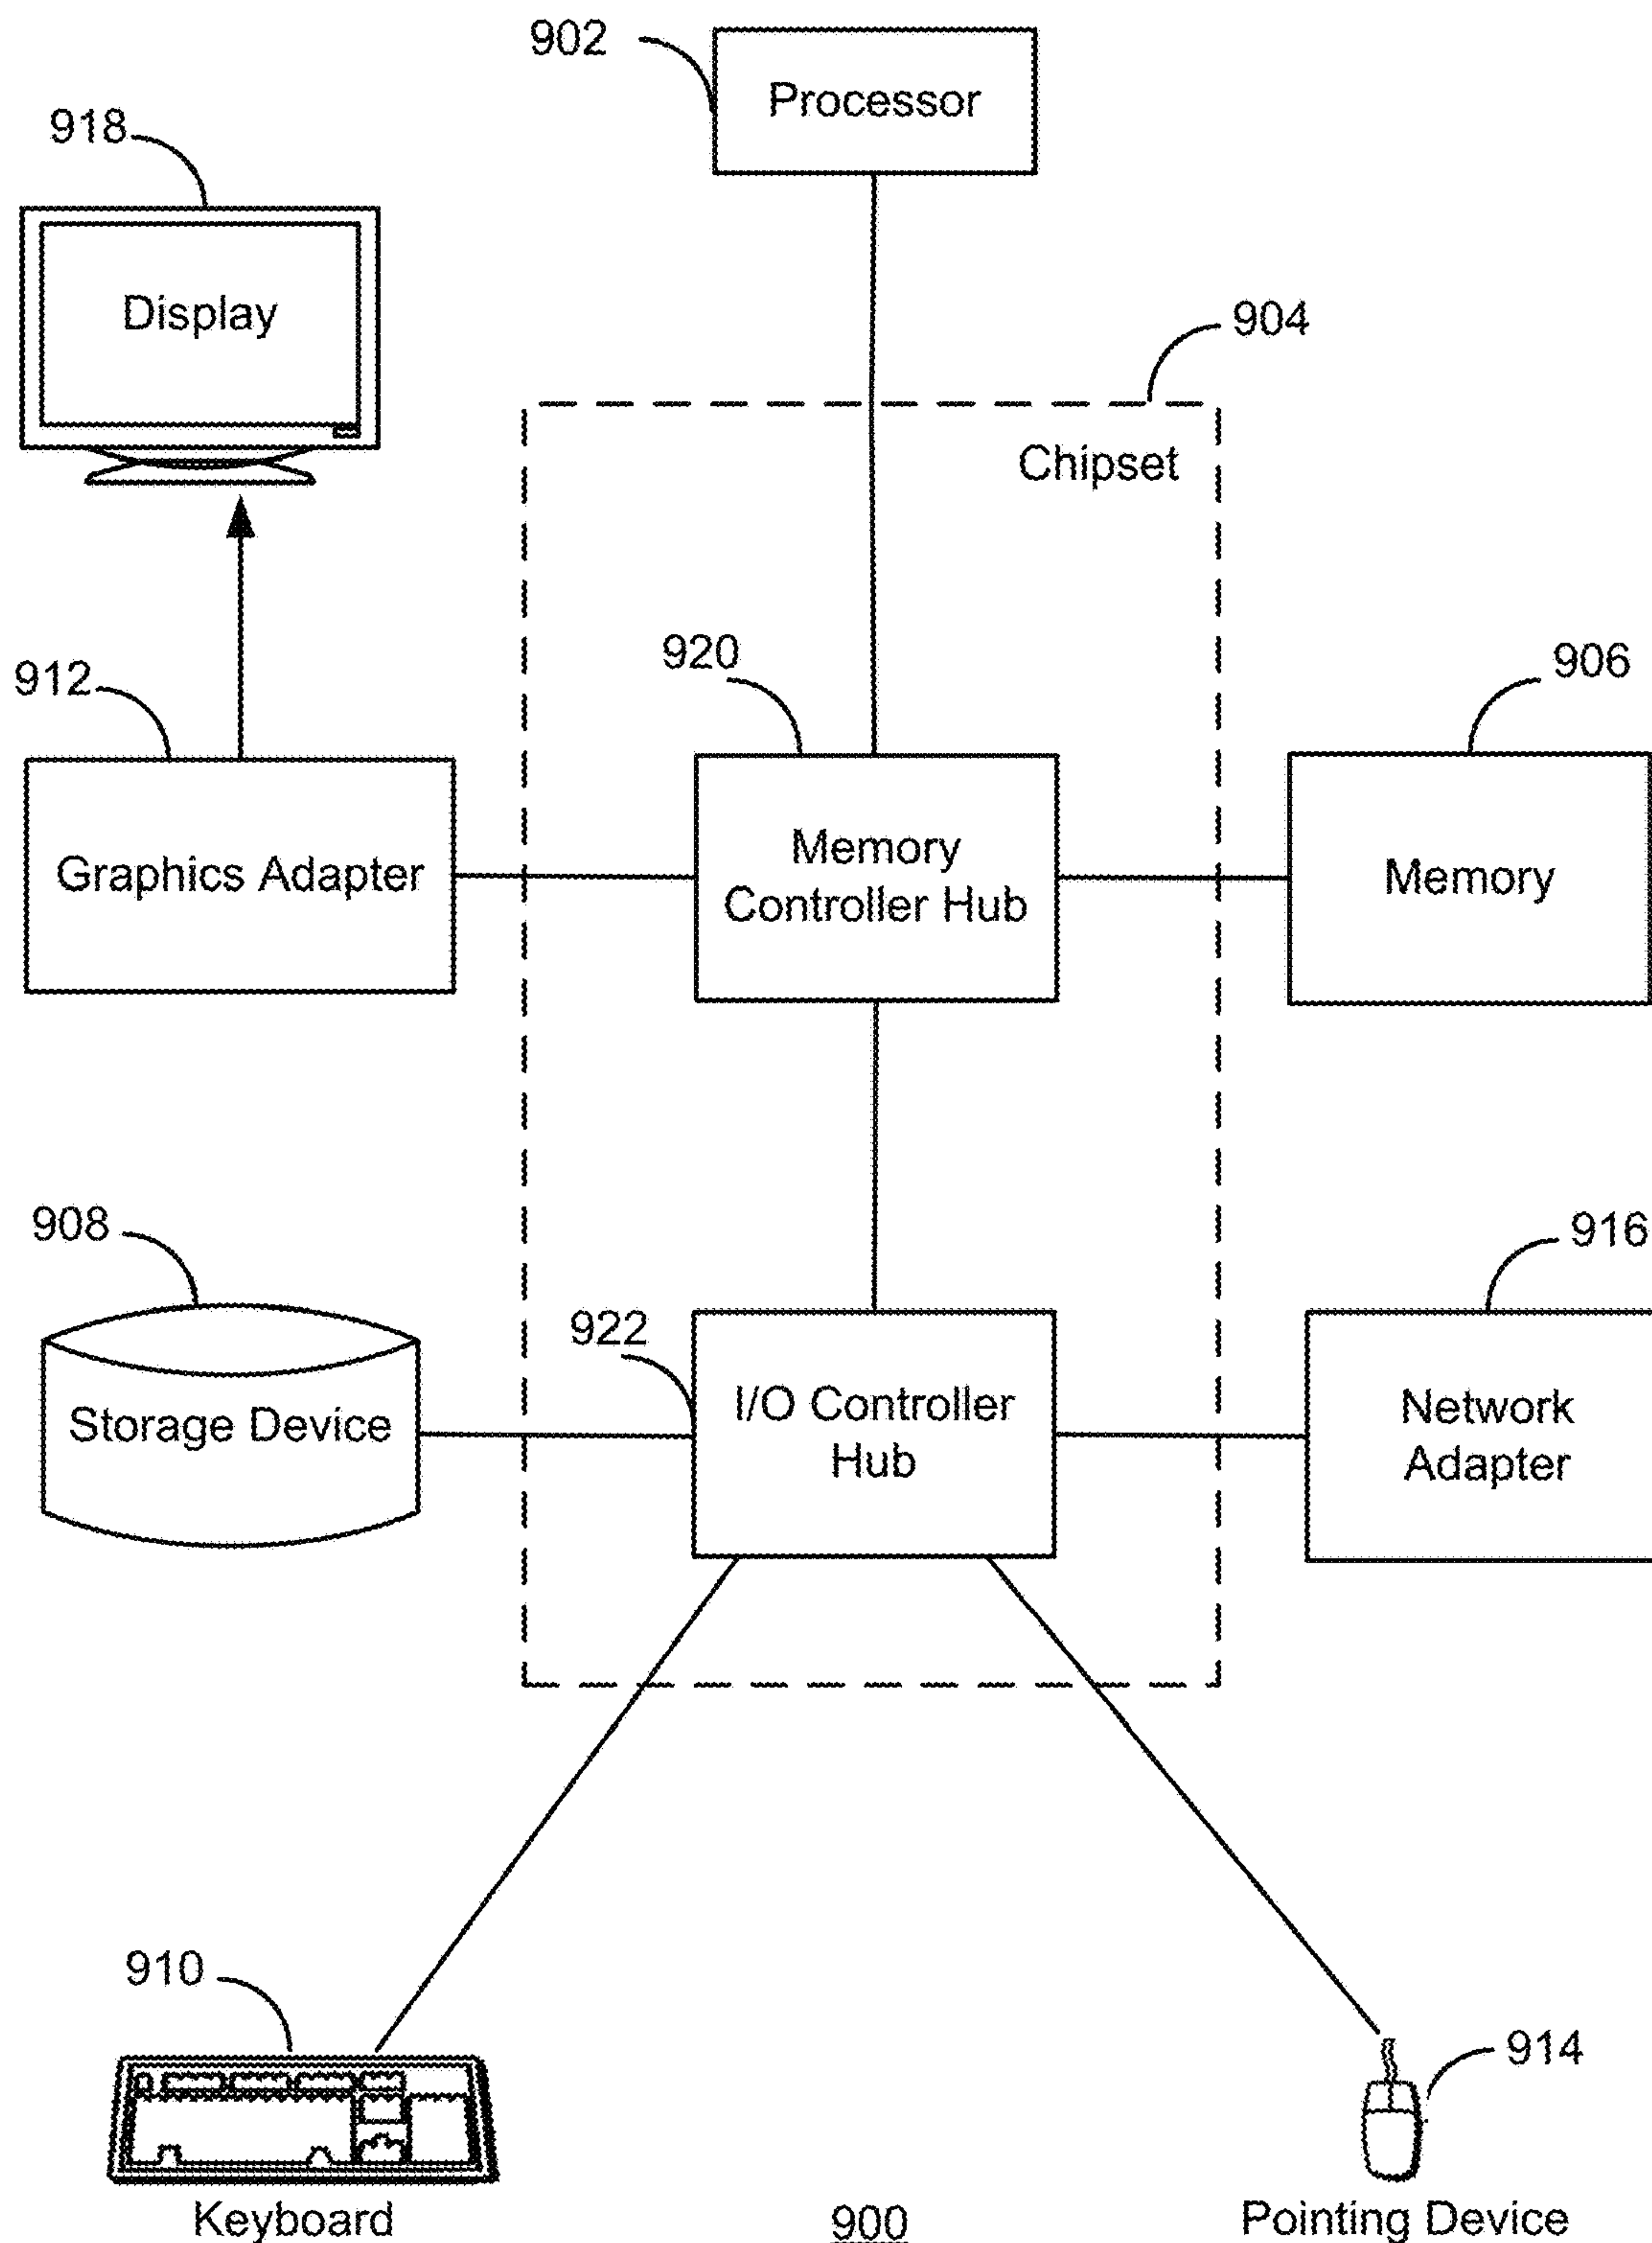 902
Processor
918
Display
904
Chipset
920
906
912
Memory
Controller Hub
Graphics Adapter
Memory
908
916
922
I/O Controller
Hub
Storage Device
Network
Adapter
910
914
Keyboard
900
Pointing Device